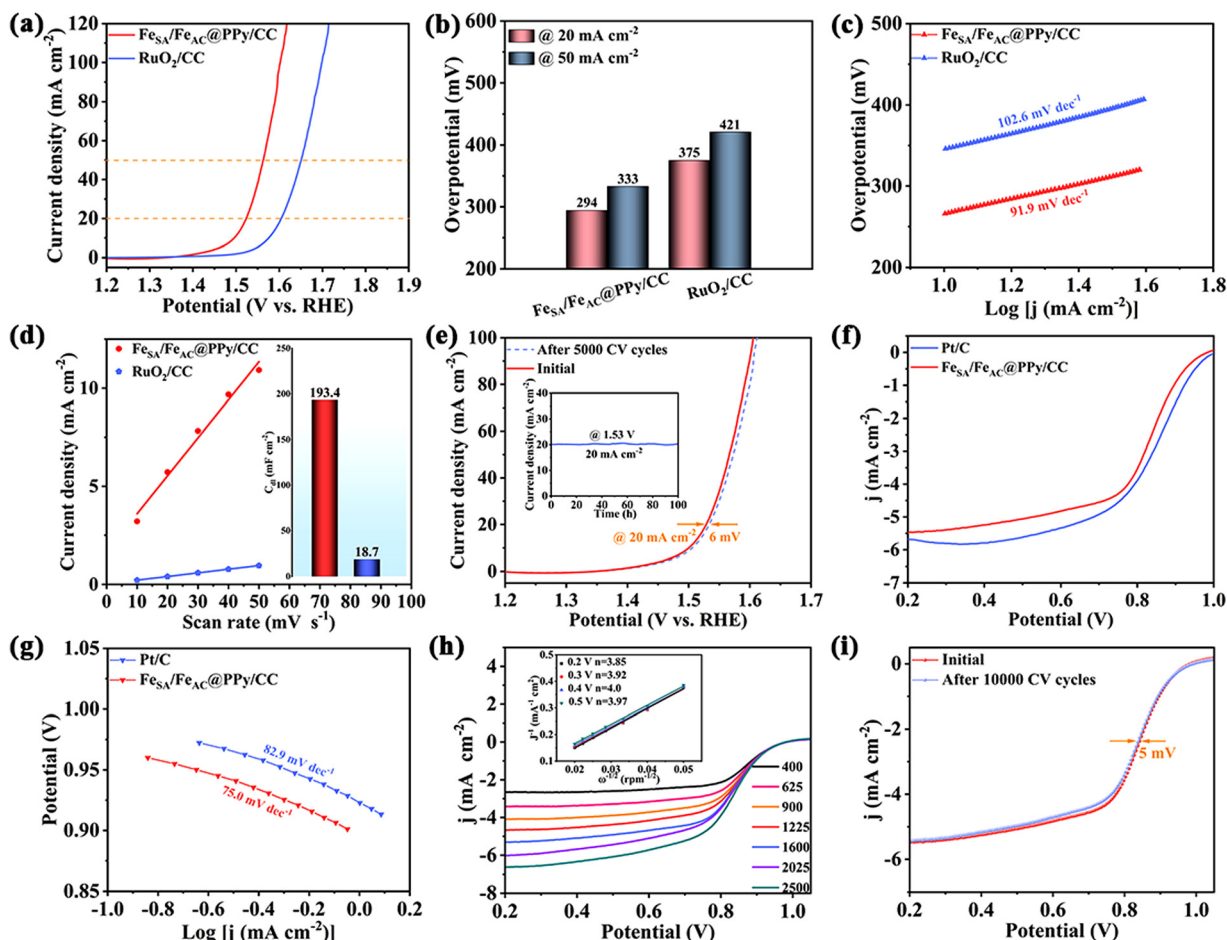 (a)
Fe_SA/Fe_AC@PPy/CC
RuO₂/CC
120
100
80
60
40
20
0
1.2 1.3 1.4 1.5 1.6 1.7 1.8 1.9
Current density (mA cm⁻²)
Potential (V vs. RHE)
(b)
@ 20 mA cm⁻²
@ 50 mA cm⁻²
600
500
400
300
200
294
333
375
421
Overpotential (mV)
Fe_SA/Fe_AC@PPy/CC
RuO₂/CC
(c)
Fe_SA/Fe_AC@PPy/CC
RuO₂/CC
500
400
300
200
102.6 mV dec⁻¹
91.9 mV dec⁻¹
1.0 1.2 1.4 1.6 1.8
Overpotential (mV)
Log [j (mA cm⁻²)]
(d)
Fe_SA/Fe_AC@PPy/CC
RuO₂/CC
10
5
0
0 10 20 30 40 50 60 70 80 90 100
Current density (mA cm⁻²)
Scan rate (mV s⁻¹)
250
200
150
100
50
0
193.4
18.7
C_dl (mF cm⁻²)
(e)
After 5000 CV cycles
Initial
100
80
60
40
20
0
1.2 1.3 1.4 1.5 1.6 1.7
Current density (mA cm⁻²)
Potential (V vs. RHE)
40
30
20
10
0
@ 1.53 V
20 mA cm⁻²
0 20 40 60 80 100
Current density (mA cm⁻²)
Time (h)
@ 20 mA cm⁻²
6 mV
(f)
Pt/C
Fe_SA/Fe_AC@PPy/CC
0
-1
-2
-3
-4
-5
-6
-7
0.2 0.4 0.6 0.8 1.0
j (mA cm⁻²)
Potential (V)
(g)
Pt/C
Fe_SA/Fe_AC@PPy/CC
1.05
1.00
0.95
0.90
0.85
82.9 mV dec⁻¹
75.0 mV dec⁻¹
-1.0 -0.8 -0.6 -0.4 -0.2 0.0 0.2
Potential (V)
Log [j (mA cm⁻²)]
(h)
4
2
0
-2
-4
-6
-8
0.2 0.4 0.6 0.8 1.0
j (mA cm⁻²)
Potential (V)
0.2 V n=3.85
0.3 V n=3.92
0.4 V n=4.0
0.5 V n=3.97
0.5
0.4
0.3
0.2
0.1
0.02 0.03 0.04 0.05
J⁻¹ (mA⁻¹ cm²)
ω⁻¹/² (rpm⁻¹/²)
400
625
900
1225
1600
2025
2500
(i)
Initial
After 10000 CV cycles
0
-2
-4
-6
5 mV
0.2 0.4 0.6 0.8 1.0
j (mA cm⁻²)
Potential (V)